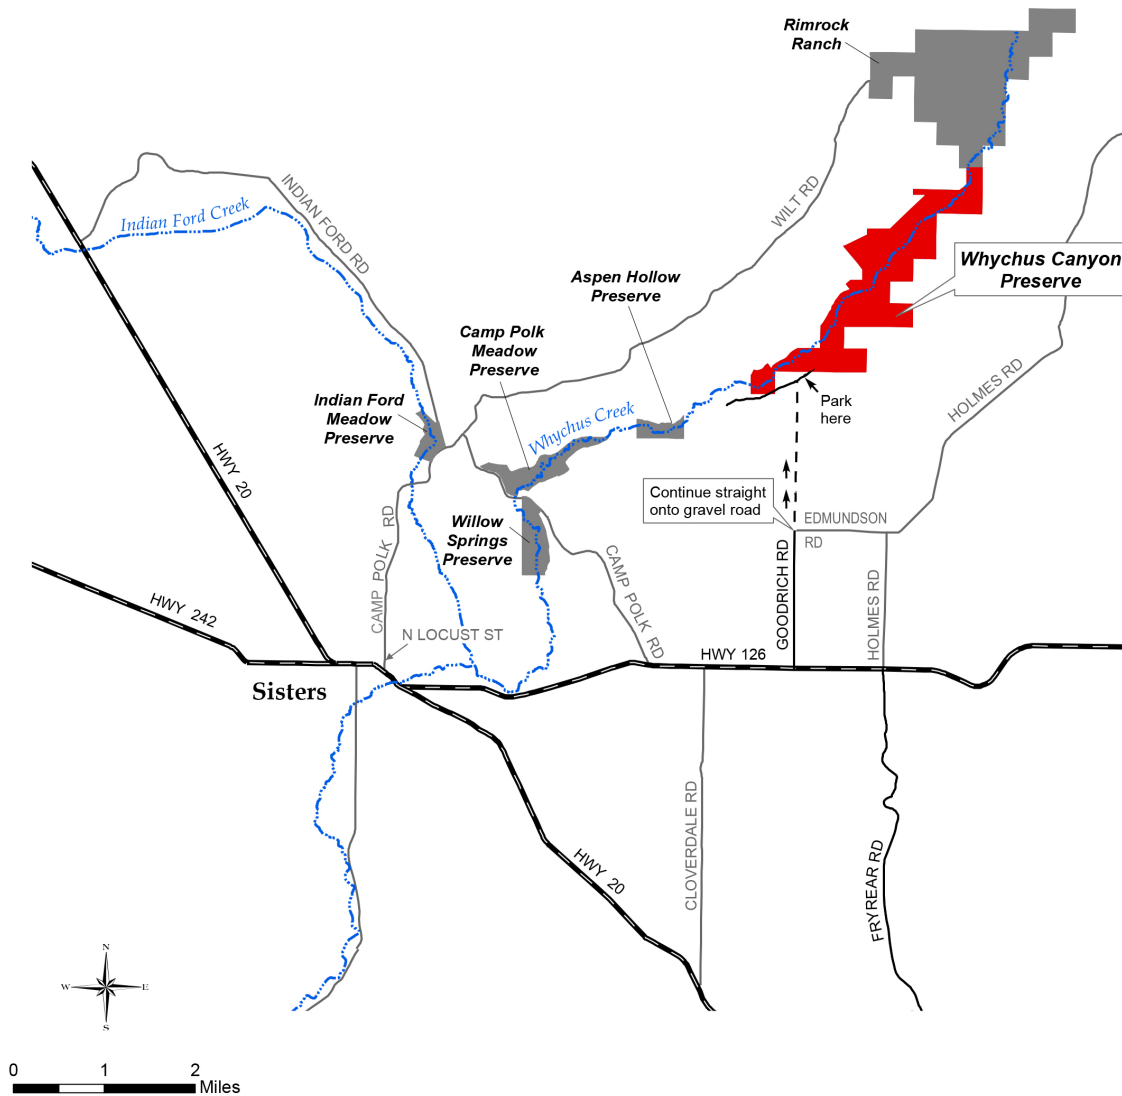 Rimrock
Ranch
INDIAN FORD RD
WILT RD
Indian Ford Creek
Whychus Canyon
Preserve
Aspen Hollow
Preserve
Camp Polk
Meadow
Preserve
HOLMES RD
Indian Ford
Meadow
Preserve
Park
here
Whychus Creek
HWY 20
Continue straight
onto gravel road
EDMUNDSON
RD
Willow
Springs
Preserve
CAMP POLK RD
CAMP POLK RD
GOODRICH RD
HOLMES RD
HWY 242
N LOCUST ST
HWY 126
Sisters
CLOVERDALE RD
HWY 20
FRYREAR RD
N
W
E
S
0
1
2
Miles